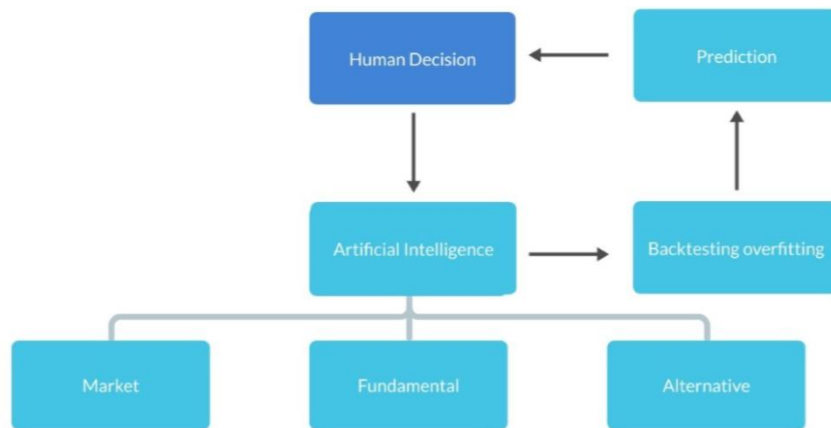 Human Decision
Prediction
Artificial Intelligence
Backtesting overfitting
Market
Fundamental
Alternative